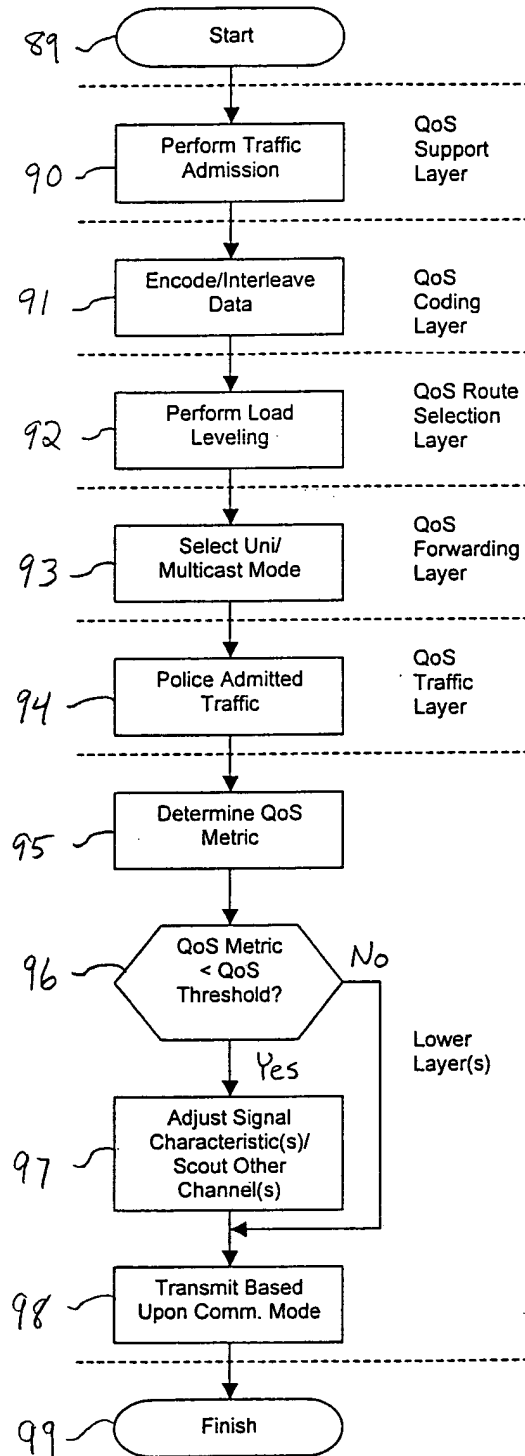 89
Start
90
Perform Traffic
Admission
QoS
Support
Layer
91
Encode/Interleave
Data
QoS
Coding
Layer
92
Perform Load
Leveling
QoS Route
Selection
Layer
93
Select Uni/
Multicast Mode
QoS
Forwarding
Layer
94
Police Admitted
Traffic
QoS
Traffic
Layer
95
Determine QoS
Metric
96
QoS Metric
< QoS
Threshold?
No
Yes
Lower
Layer(s)
97
Adjust Signal
Characteristic(s)/
Scout Other
Channel(s)
98
Transmit Based
Upon Comm. Mode
99
Finish